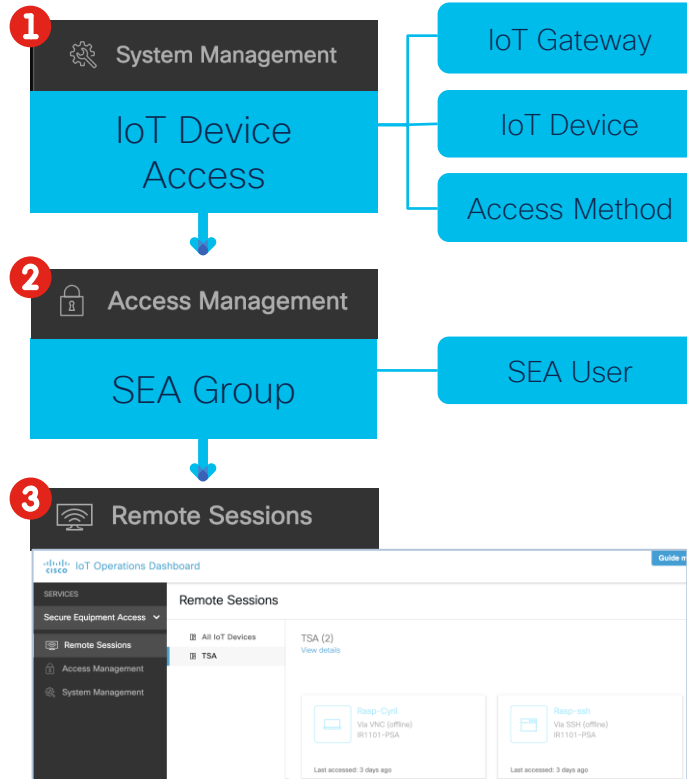 1
System Management
IoT Device
Access
IoT Gateway
IoT Device
Access Method
2
Access Management
SEA Group
SEA User
3
Remote Sessions
CISCO IoT Operations Dashboard
Guide m
SERVICES
Secure Equipment Access
Remote Sessions
Access Management
System Management
Remote Sessions
All IoT Devices
TSA
TSA (2)
View details
Rasp-Cyril
Via VNC (offline)
IR1101-PSA
Last accessed: 3 days ago
Rasp-ssh
Via SSH (offline)
IR1101-PSA
Last accessed: 3 days ago